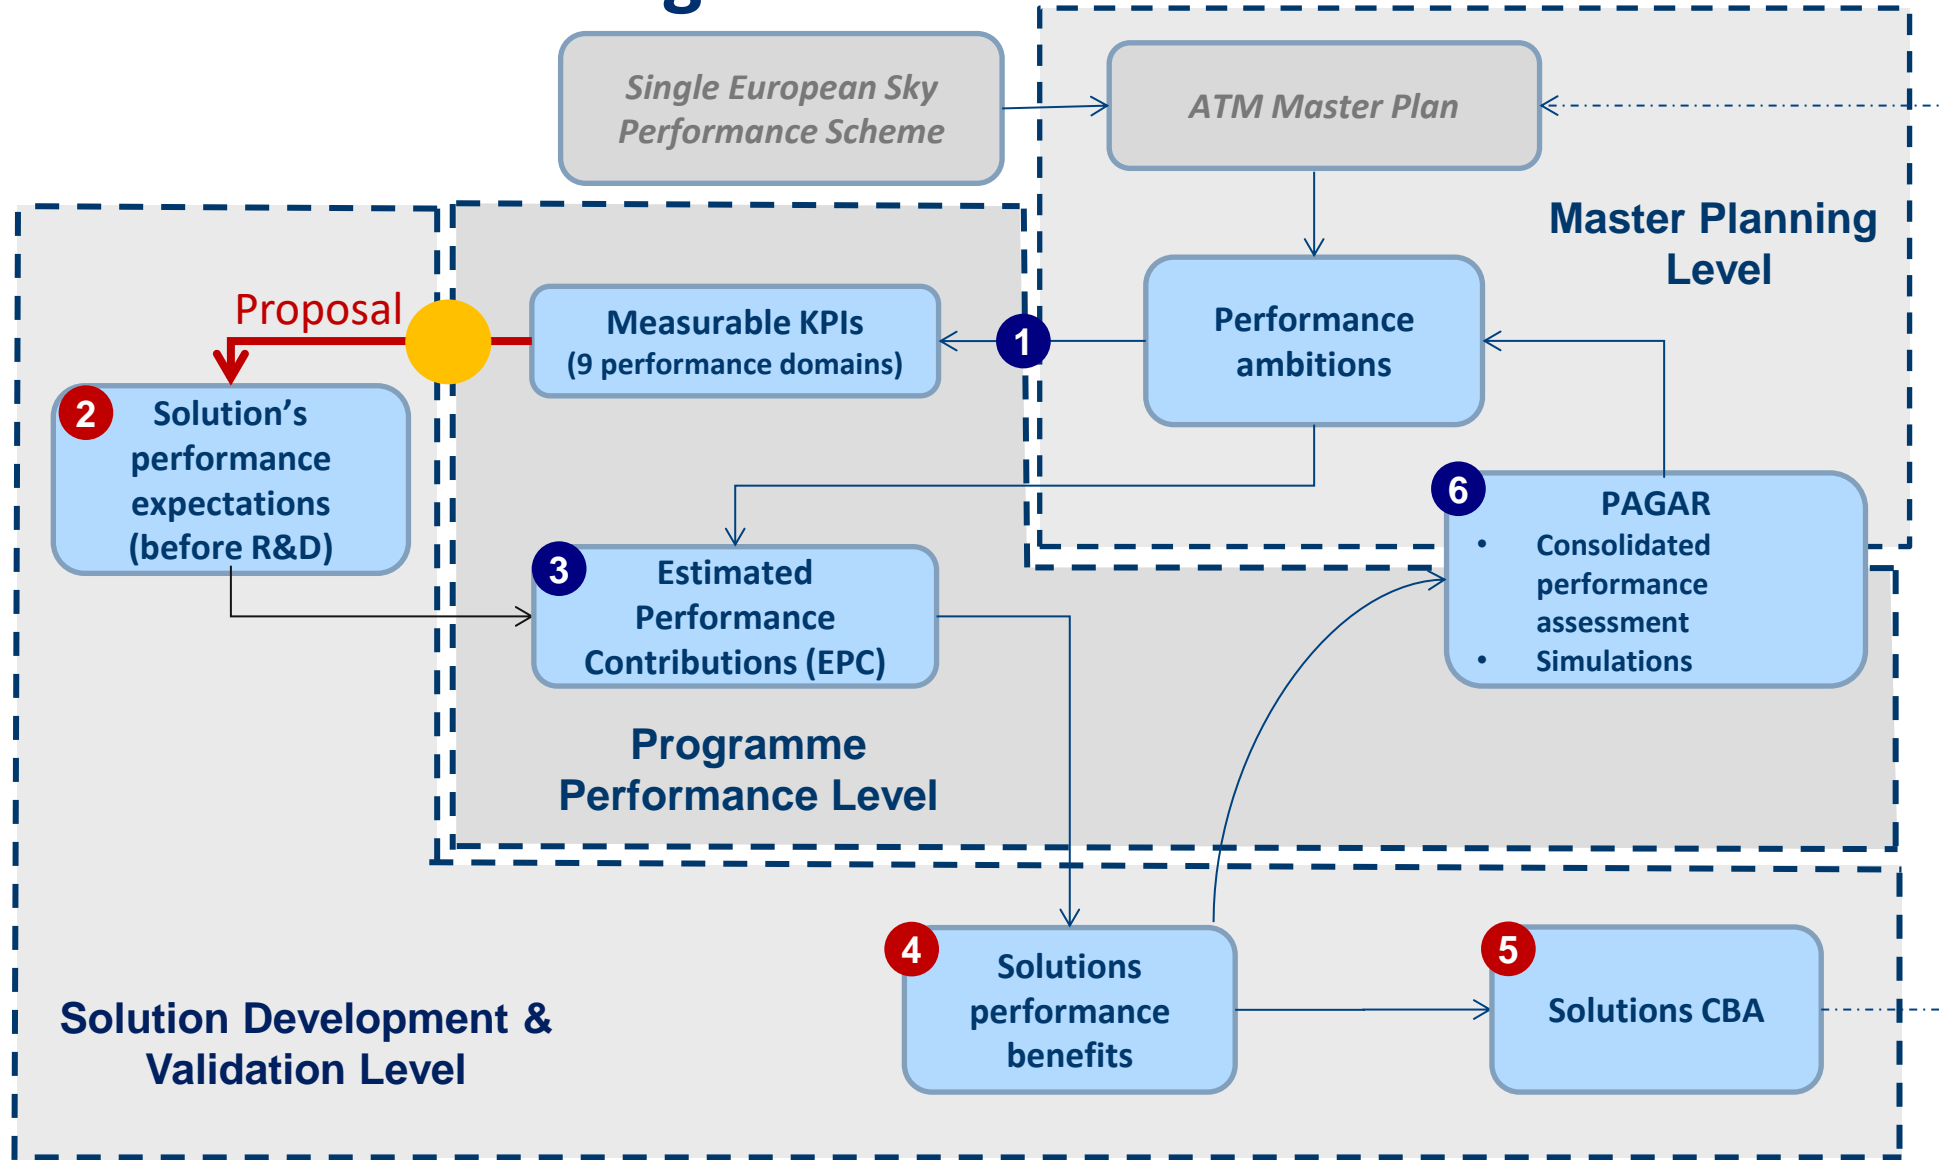 g
Single European Sky
Performance Scheme
ATM Master Plan
Master Planning
Level
Proposal
Measurable KPIs
(9 performance domains)
1
Performance
ambitions
2
Solution’s
performance
expectations
(before R&D)
3
Estimated
Performance
Contributions (EPC)
6
PAGAR
• Consolidated
performance
assessment
• Simulations
Programme
Performance Level
4
Solutions
performance
benefits
5
Solutions CBA
Solution Development &
Validation Level